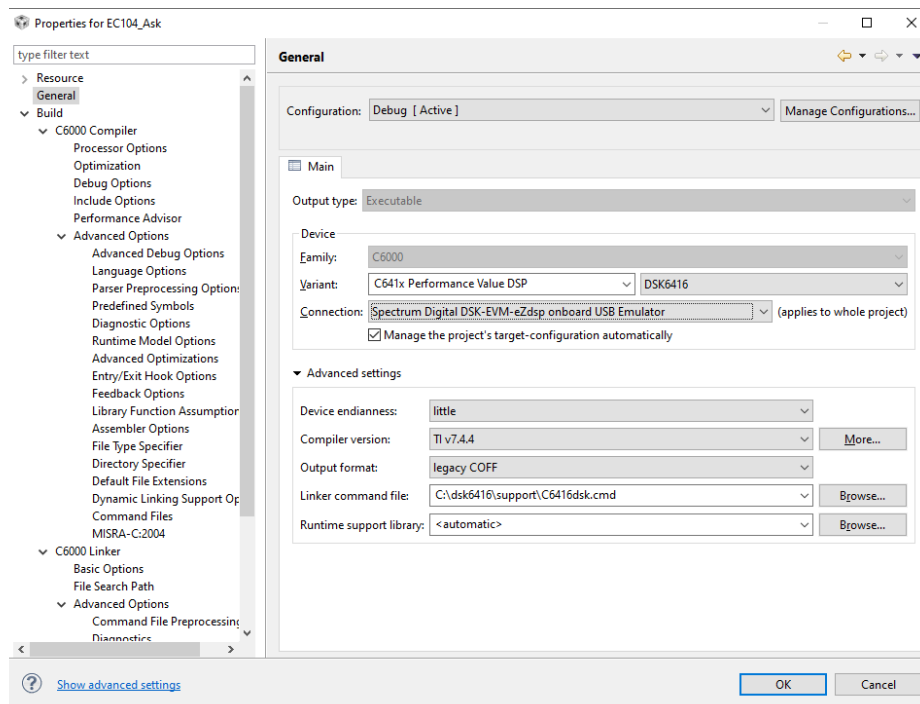 Properties for EC104_Ask
type filter text
Resource
General
Build
C6000 Compiler
Processor Options
Optimization
Debug Options
Include Options
Performance Advisor
Advanced Options
Advanced Debug Options
Language Options
Parser Preprocessing Options
Predefined Symbols
Diagnostic Options
Runtime Model Options
Advanced Optimizations
Entry/Exit Hook Options
Feedback Options
Library Function Assumption
Assembler Options
File Type Specifier
Directory Specifier
Default File Extensions
Dynamic Linking Support Op
Command Files
MISRA-C:2004
C6000 Linker
Basic Options
File Search Path
Advanced Options
Command File Preprocessing
Diagnostics
General
Configuration: Debug [ Active ] Manage Configurations...
Main
Output type: Executable
Device
Family: C6000
Variant: C641x Performance Value DSP DSK6416
Connection: Spectrum Digital DSK-EVM-eZdsp onboard USB Emulator (applies to whole project)
Manage the project's target-configuration automatically
Advanced settings
Device endianness: little
Compiler version: TI v7.4.4 More...
Output format: legacy COFF
Linker command file: C:\dsk6416\support\C6416dsk.cmd Browse...
Runtime support library: <automatic> Browse...
? Show advanced settings OK Cancel